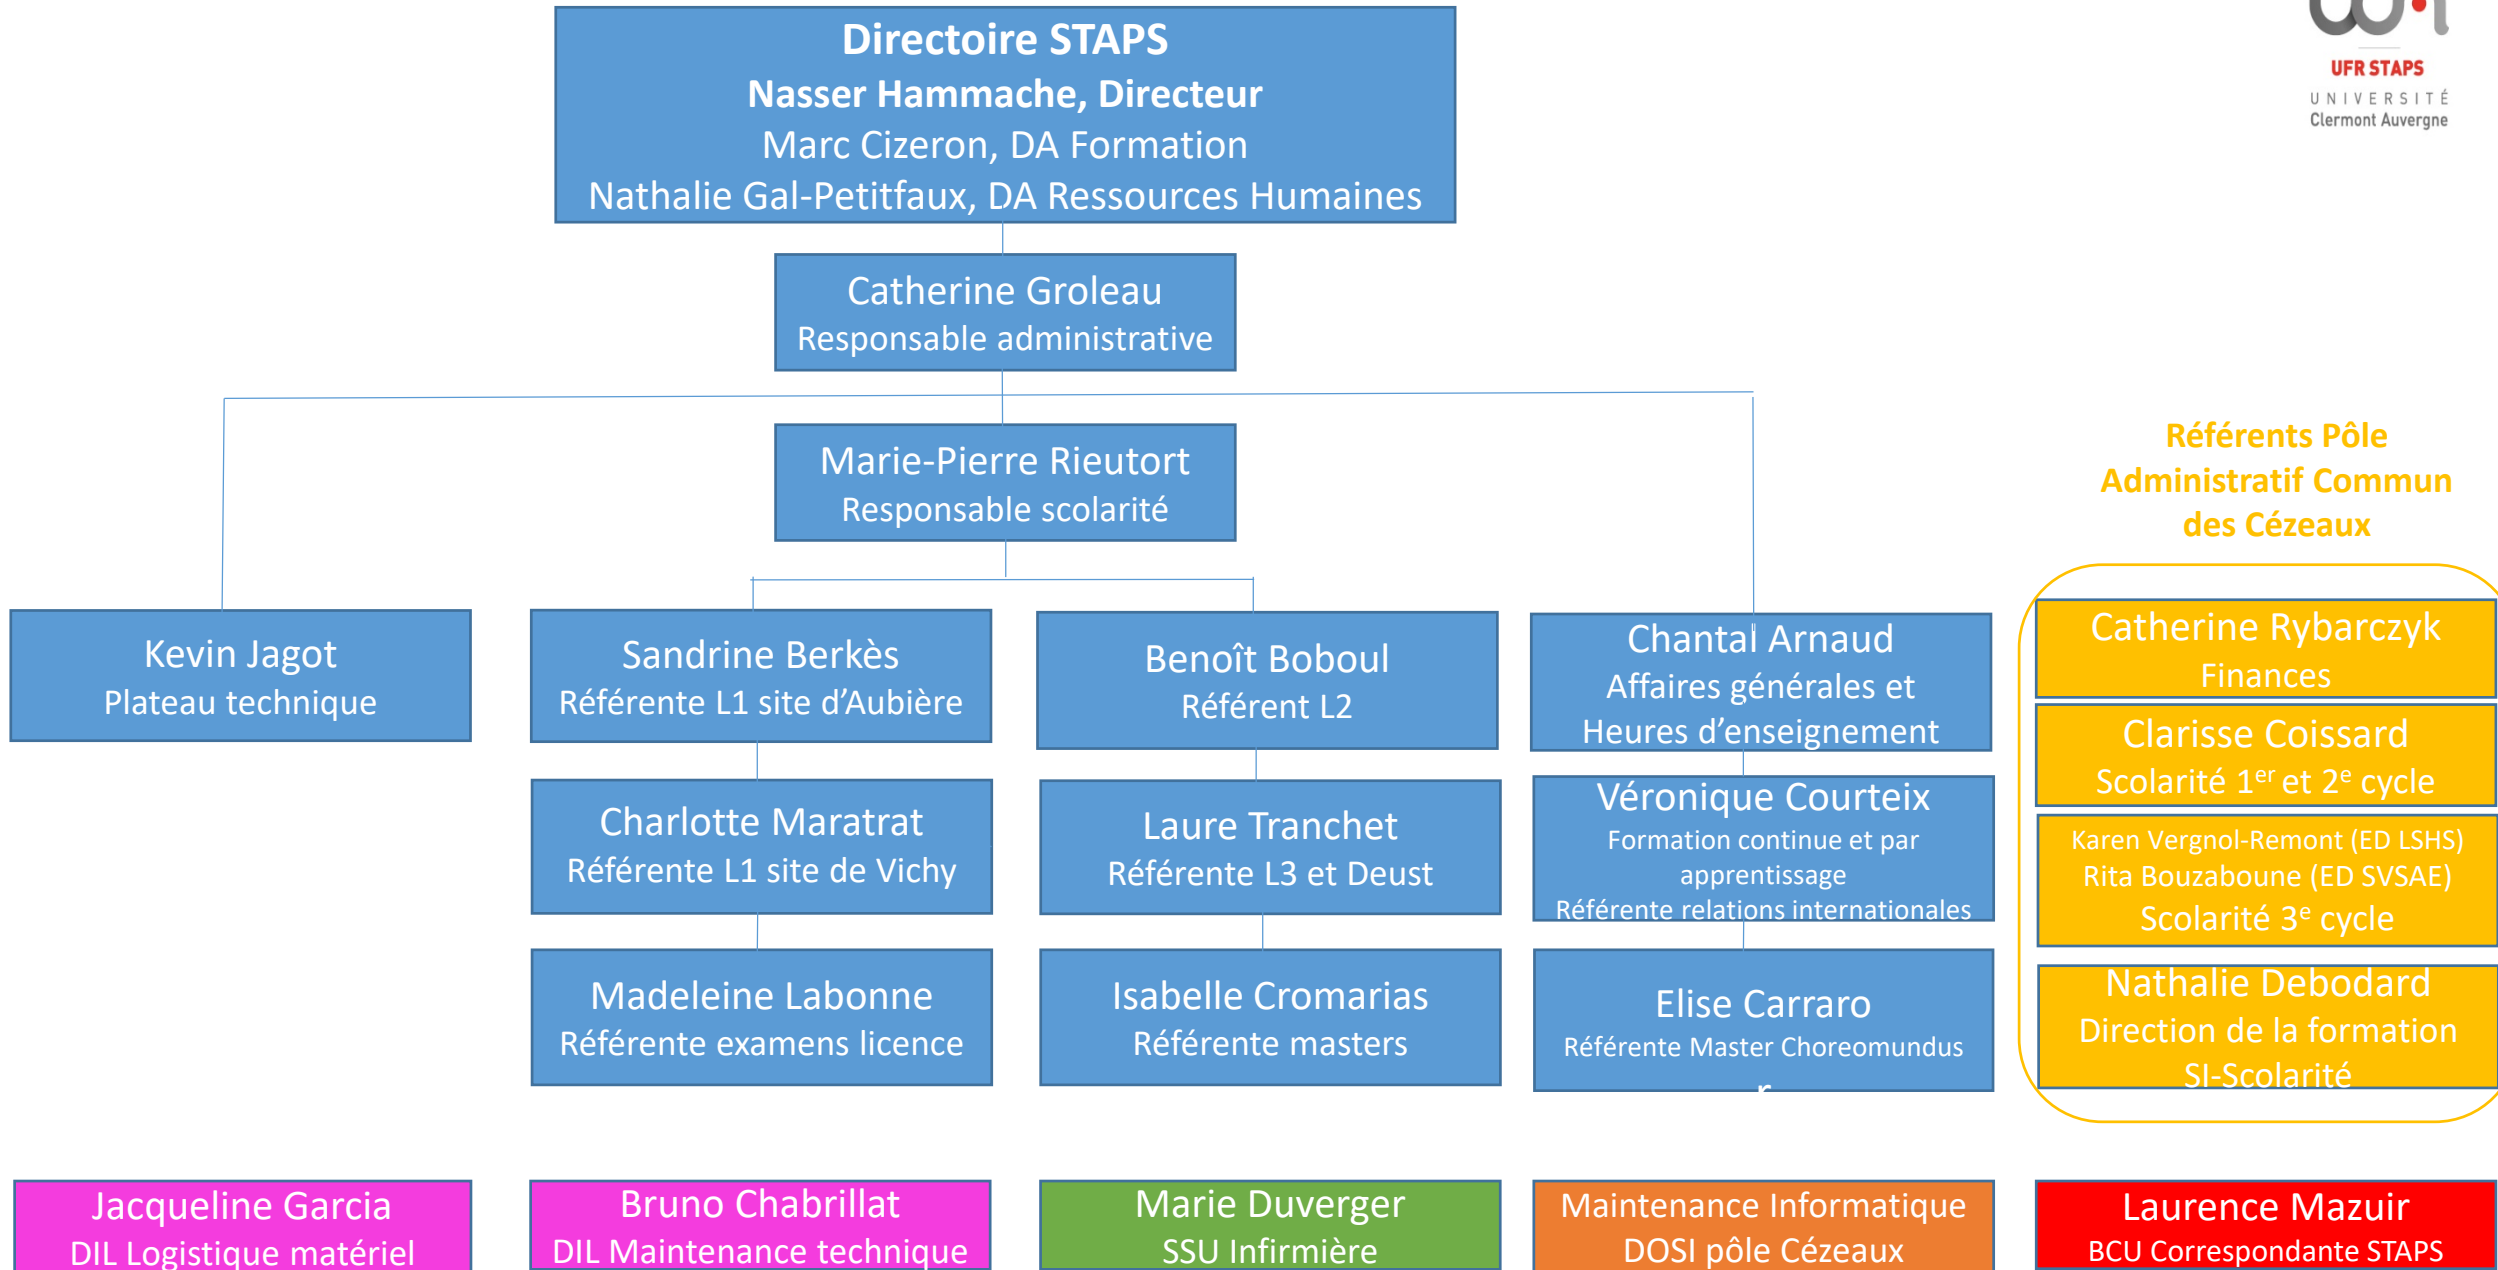 Directoire STAPS
Nasser Hammache, Directeur
Marc Cizeron, DA Formation
Nathalie Gal-Petitfaux, DA Ressources Humaines
UFR STAPS
UNIVERSITÉ
Clermont Auvergne
Catherine Groleau
Responsable administrative
Marie-Pierre Rieutort
Responsable scolarité
Référents Pôle
Administratif Commun
des Cézeaux
Kevin Jagot
Plateau technique
Sandrine Berkès
Référente L1 site d’Aubière
Benoît Boboul
Référent L2
Chantal Arnaud
Affaires générales et
Heures d’enseignement
Catherine Rybarczyk
Finances
Clarisse Coissard
Scolarité 1er et 2e cycle
Charlotte Maratrat
Référente L1 site de Vichy
Laure Tranchet
Référente L3 et Deust
Véronique Courteix
Formation continue et par
apprentissage
Référente relations internationales
Karen Vergnol-Remont (ED LSHS)
Rita Bouzaboune (ED SVSAE)
Scolarité 3e cycle
Madeleine Labonne
Référente examens licence
Isabelle Cromarias
Référente masters
Elise Carraro
Référente Master Choreomundus
r
Nathalie Debodard
Direction de la formation
SI-Scolarité
Jacqueline Garcia
DIL Logistique matériel
Bruno Chabrillat
DIL Maintenance technique
Marie Duverger
SSU Infirmière
Maintenance Informatique
DOSI pôle Cézeaux
Laurence Mazuir
BCU Correspondante STAPS